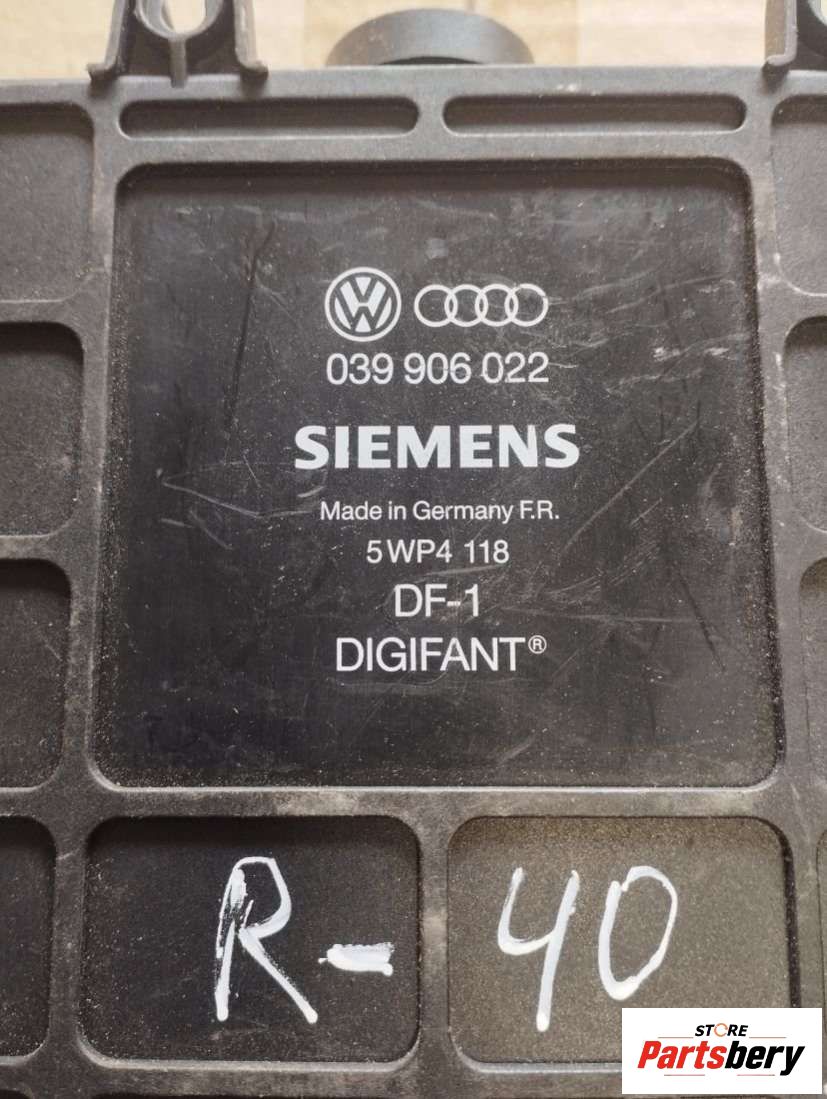 039 906 022
SIEMENS
Made in Germany F.R.
5WP4 118
DF-1
DIGIFANT®
R-40
STORE
Partsbery